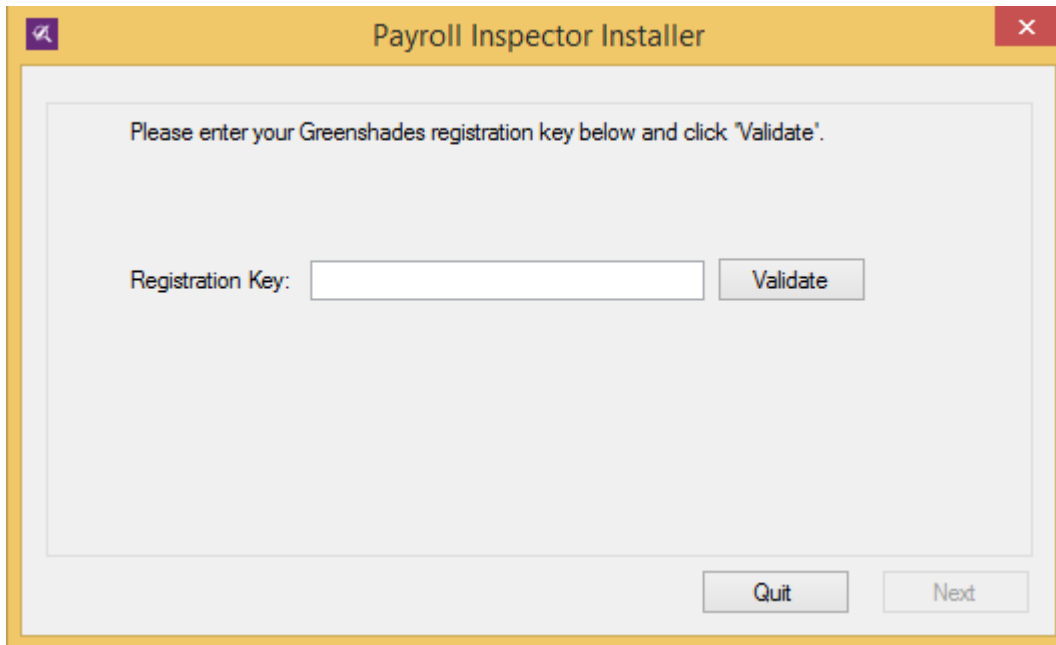 Payroll Inspector Installer
Please enter your Greenshades registration key below and click "Validate".
Registration Key:
Validate
Quit
Next